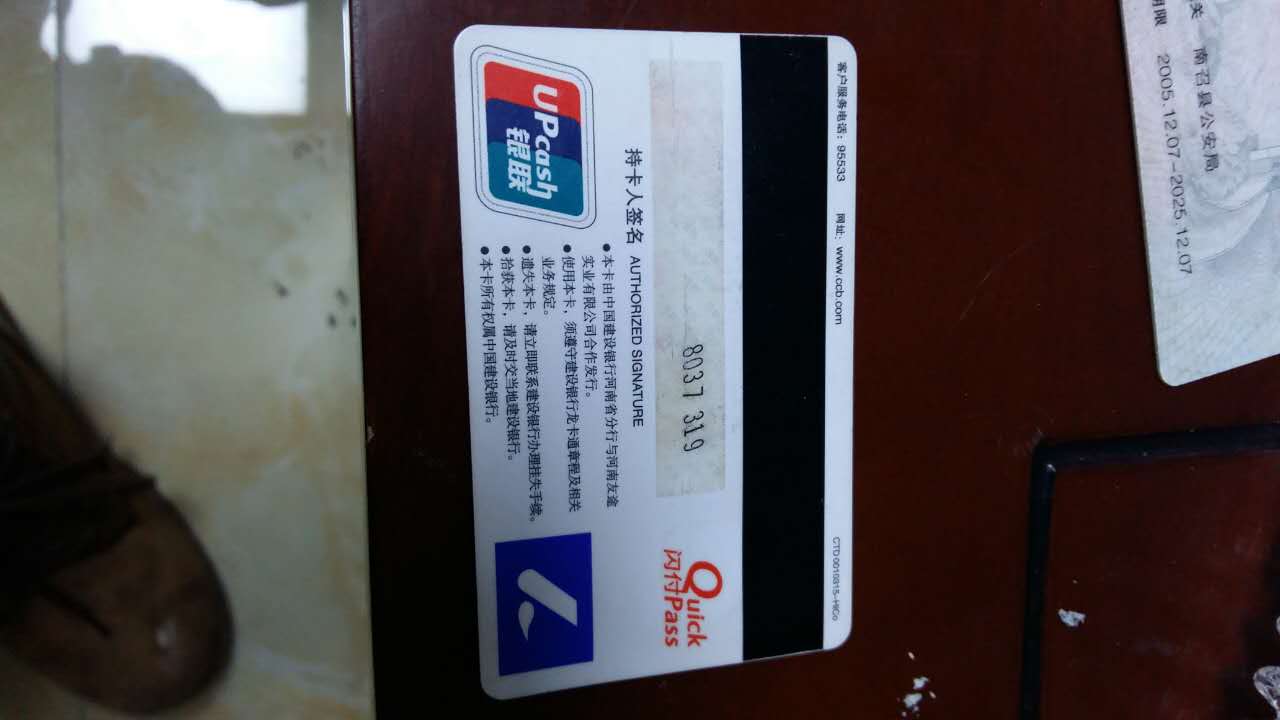 客户服务电话：95533 网址：www.ccb.com
CTD0010815-HiCo
8037 319
持卡人签名 AUTHORIZED SIGNATURE
Quick
闪付Pass
UPcash
银联
●本卡由中国建设银行河南省分行与河南友
实业有限公司合作发行。
●使用本卡，须遵守建设银行龙卡通章程及相关
业务规定。
●遗失本卡，请立即联系建设银行办理挂失手续。
●拾获本卡，请及时交当地建设银行。
●本卡所有权属中国建设银行。
关 南召县公安局
期限 2005.12.07-2025.12.07